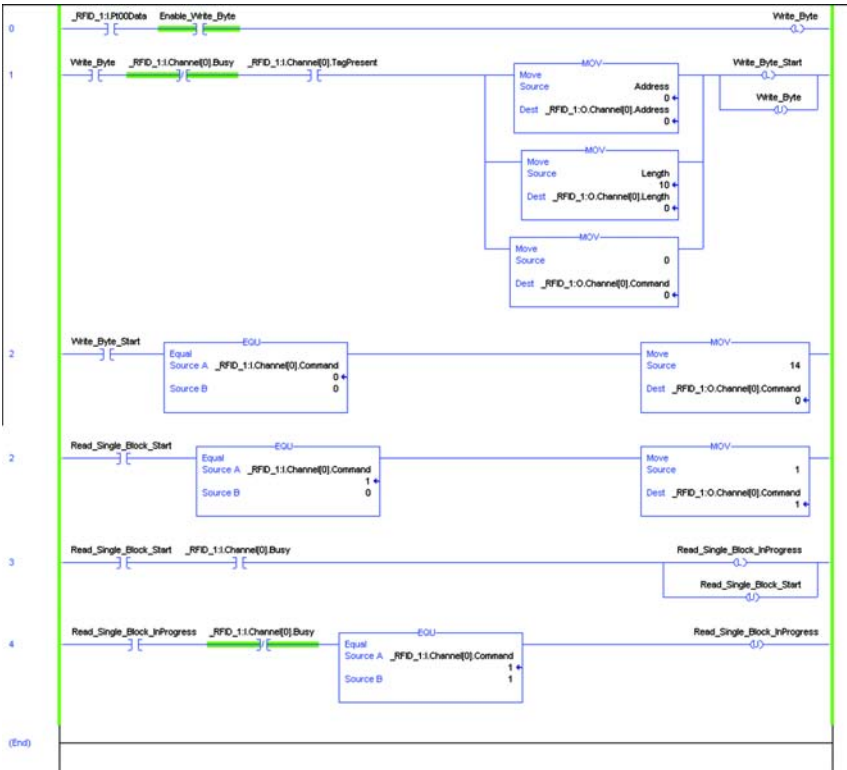 _RFID_1:I.Pt00Data Enable_Write_Byte Write_Byte
0
Write_Byte _RFID_1:I.Channel[0].Busy _RFID_1:I.Channel[0].TagPresent MOV Write_Byte_Start
1
Move
Source Address
0
Dest _RFID_1:O.Channel[0].Address
0
Write_Byte
MOV
Move
Source Length
10
Dest _RFID_1:O.Channel[0].Length
0
MOV
Move
Source 0
Dest _RFID_1:O.Channel[0].Command
0
Write_Byte_Start EQU MOV
2
Equal
Source A _RFID_1:I.Channel[0].Command
0
Source B 0
Move
Source 14
Dest _RFID_1:O.Channel[0].Command
0
Read_Single_Block_Start EQU MOV
2
Equal
Source A _RFID_1:I.Channel[0].Command
1
Source B 0
Move
Source 1
Dest _RFID_1:O.Channel[0].Command
1
Read_Single_Block_Start _RFID_1:I.Channel[0].Busy Read_Single_Block_InProgress
3
L
Read_Single_Block_Start
U
Read_Single_Block_InProgress _RFID_1:I.Channel[0].Busy EQU Read_Single_Block_InProgress
4
U
Equal
Source A _RFID_1:I.Channel[0].Command
1
Source B 1
(End)